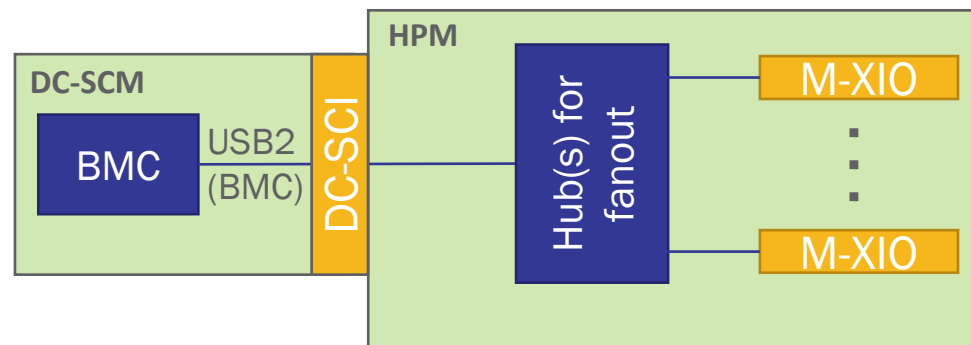 HPM
DC-SCM
BMC
USB2
(BMC)
DC-SCI
Hub(s) for
fanout
M-XIO
M-XIO